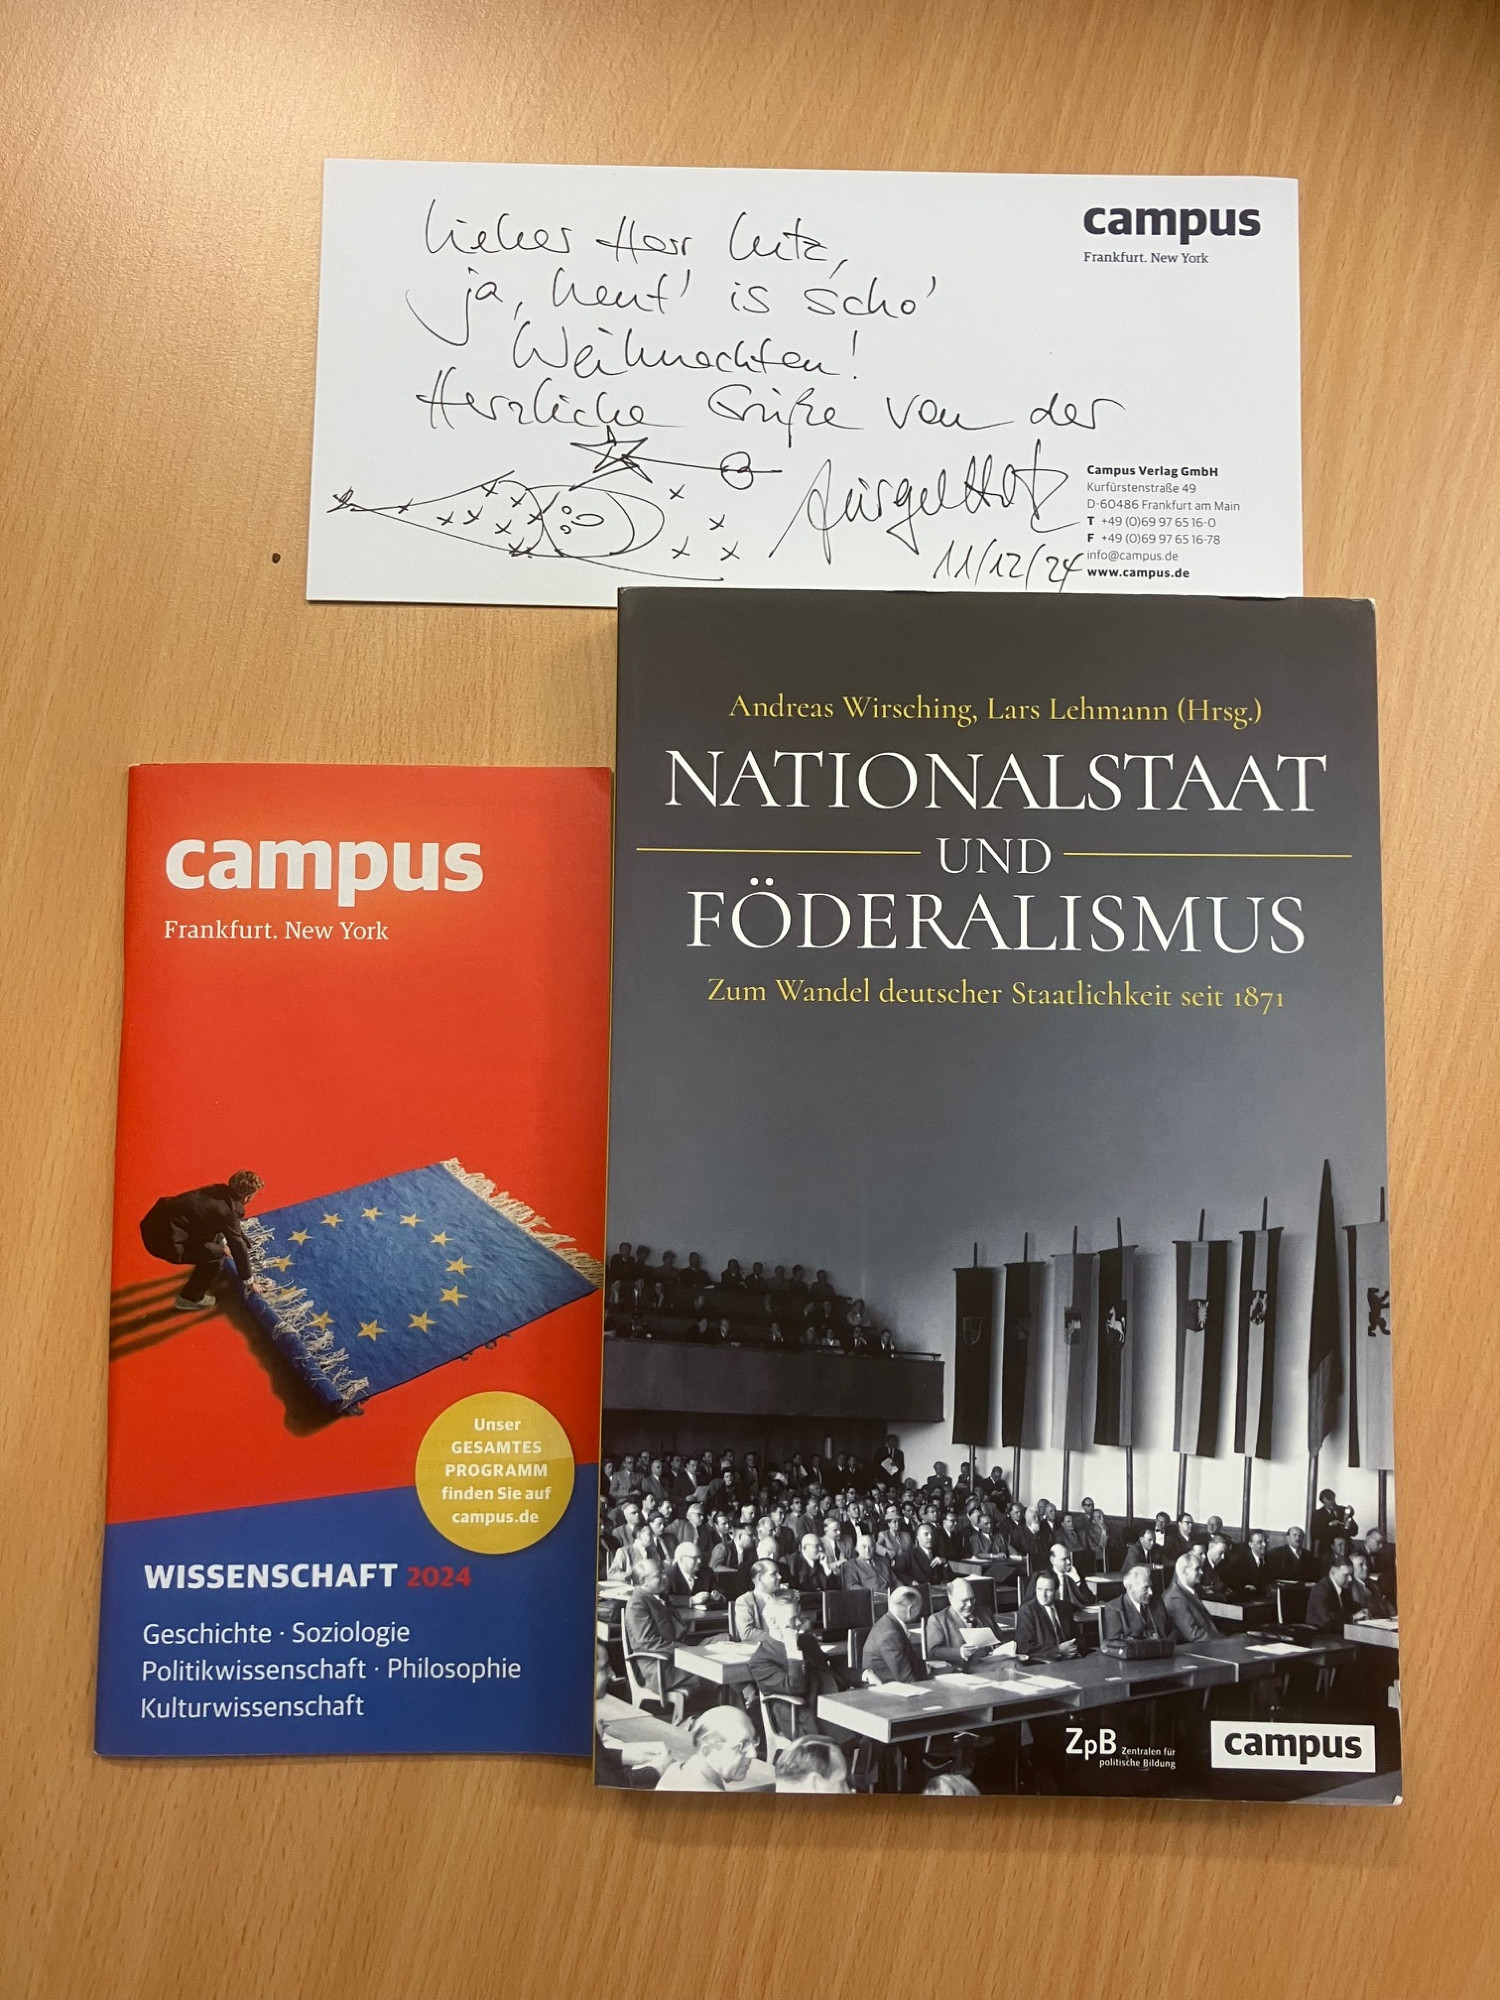 Lieber Herr Lutz,
ja, heut' is scho'
Weihnachten!
Herzliche Grüße von der
11/12/24
campus
Frankfurt. New York
Campus Verlag GmbH
Kurfürstenstraße 49
D-60486 Frankfurt am Main
T +49 (0)69 97 65 16-0
F +49 (0)69 97 65 16-78
info@campus.de
www.campus.de
campus
Frankfurt. New York
Unser
GESAMTES
PROGRAMM
finden Sie auf
campus.de
WISSENSCHAFT 2024
Geschichte · Soziologie
Politikwissenschaft · Philosophie
Kulturwissenschaft
Andreas Wirsching, Lars Lehmann (Hrsg.)
NATIONALSTAAT
UND
FÖDERALISMUS
Zum Wandel deutscher Staatlichkeit seit 1871
ZpB Zentralen für
politische Bildung
campus